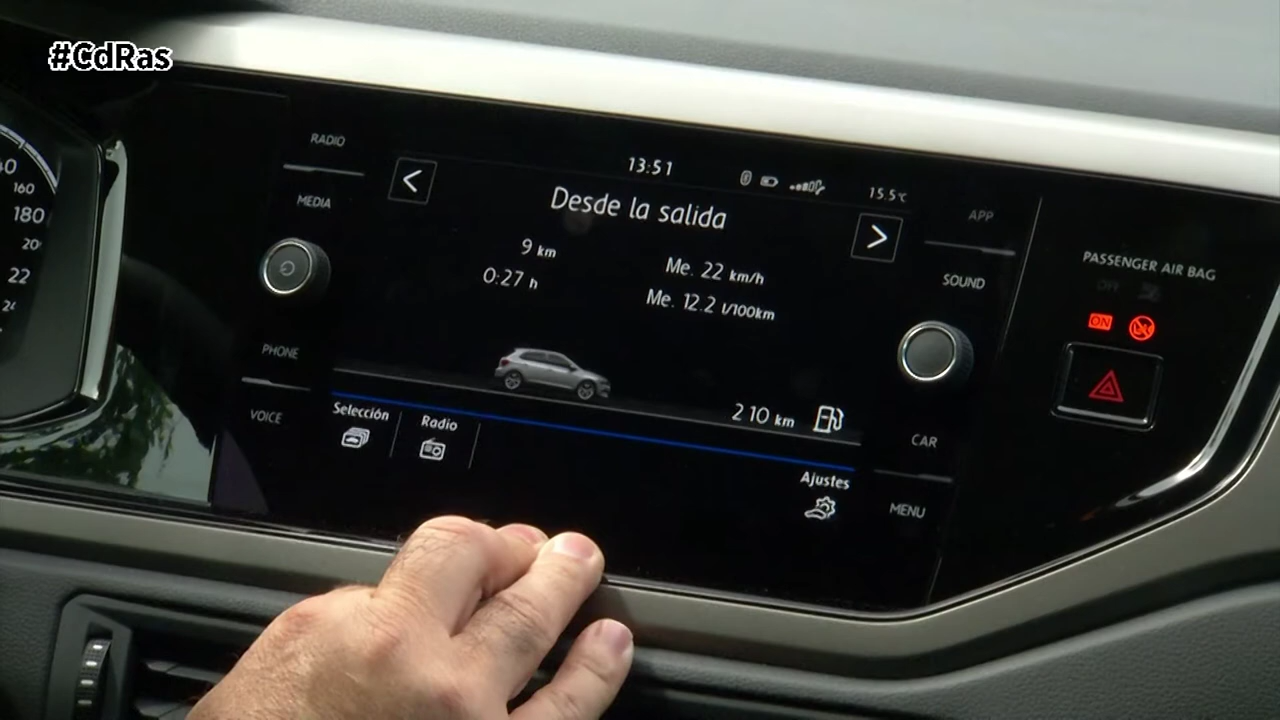 #CdRas
RADIO
MEDIA
PHONE
VOICE
13:51
15.5°C
Desde la salida
9 km
0:27 h
Me. 22 km/h
Me. 12.2 l/100km
210 km
Selección
Radio
Ajustes
APP
SOUND
CAR
MENU
PASSENGER AIR BAG
OFF
ON
160
180
22